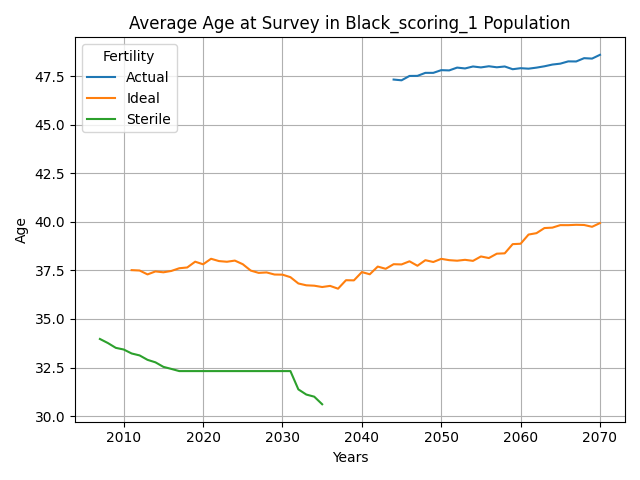 Average Age at Survey in Black_scoring_1 Population
Fertility
Actual
Ideal
Sterile
47.5
45.0
42.5
40.0
37.5
35.0
32.5
30.0
Age
2010 2020 2030 2040 2050 2060 2070
Years